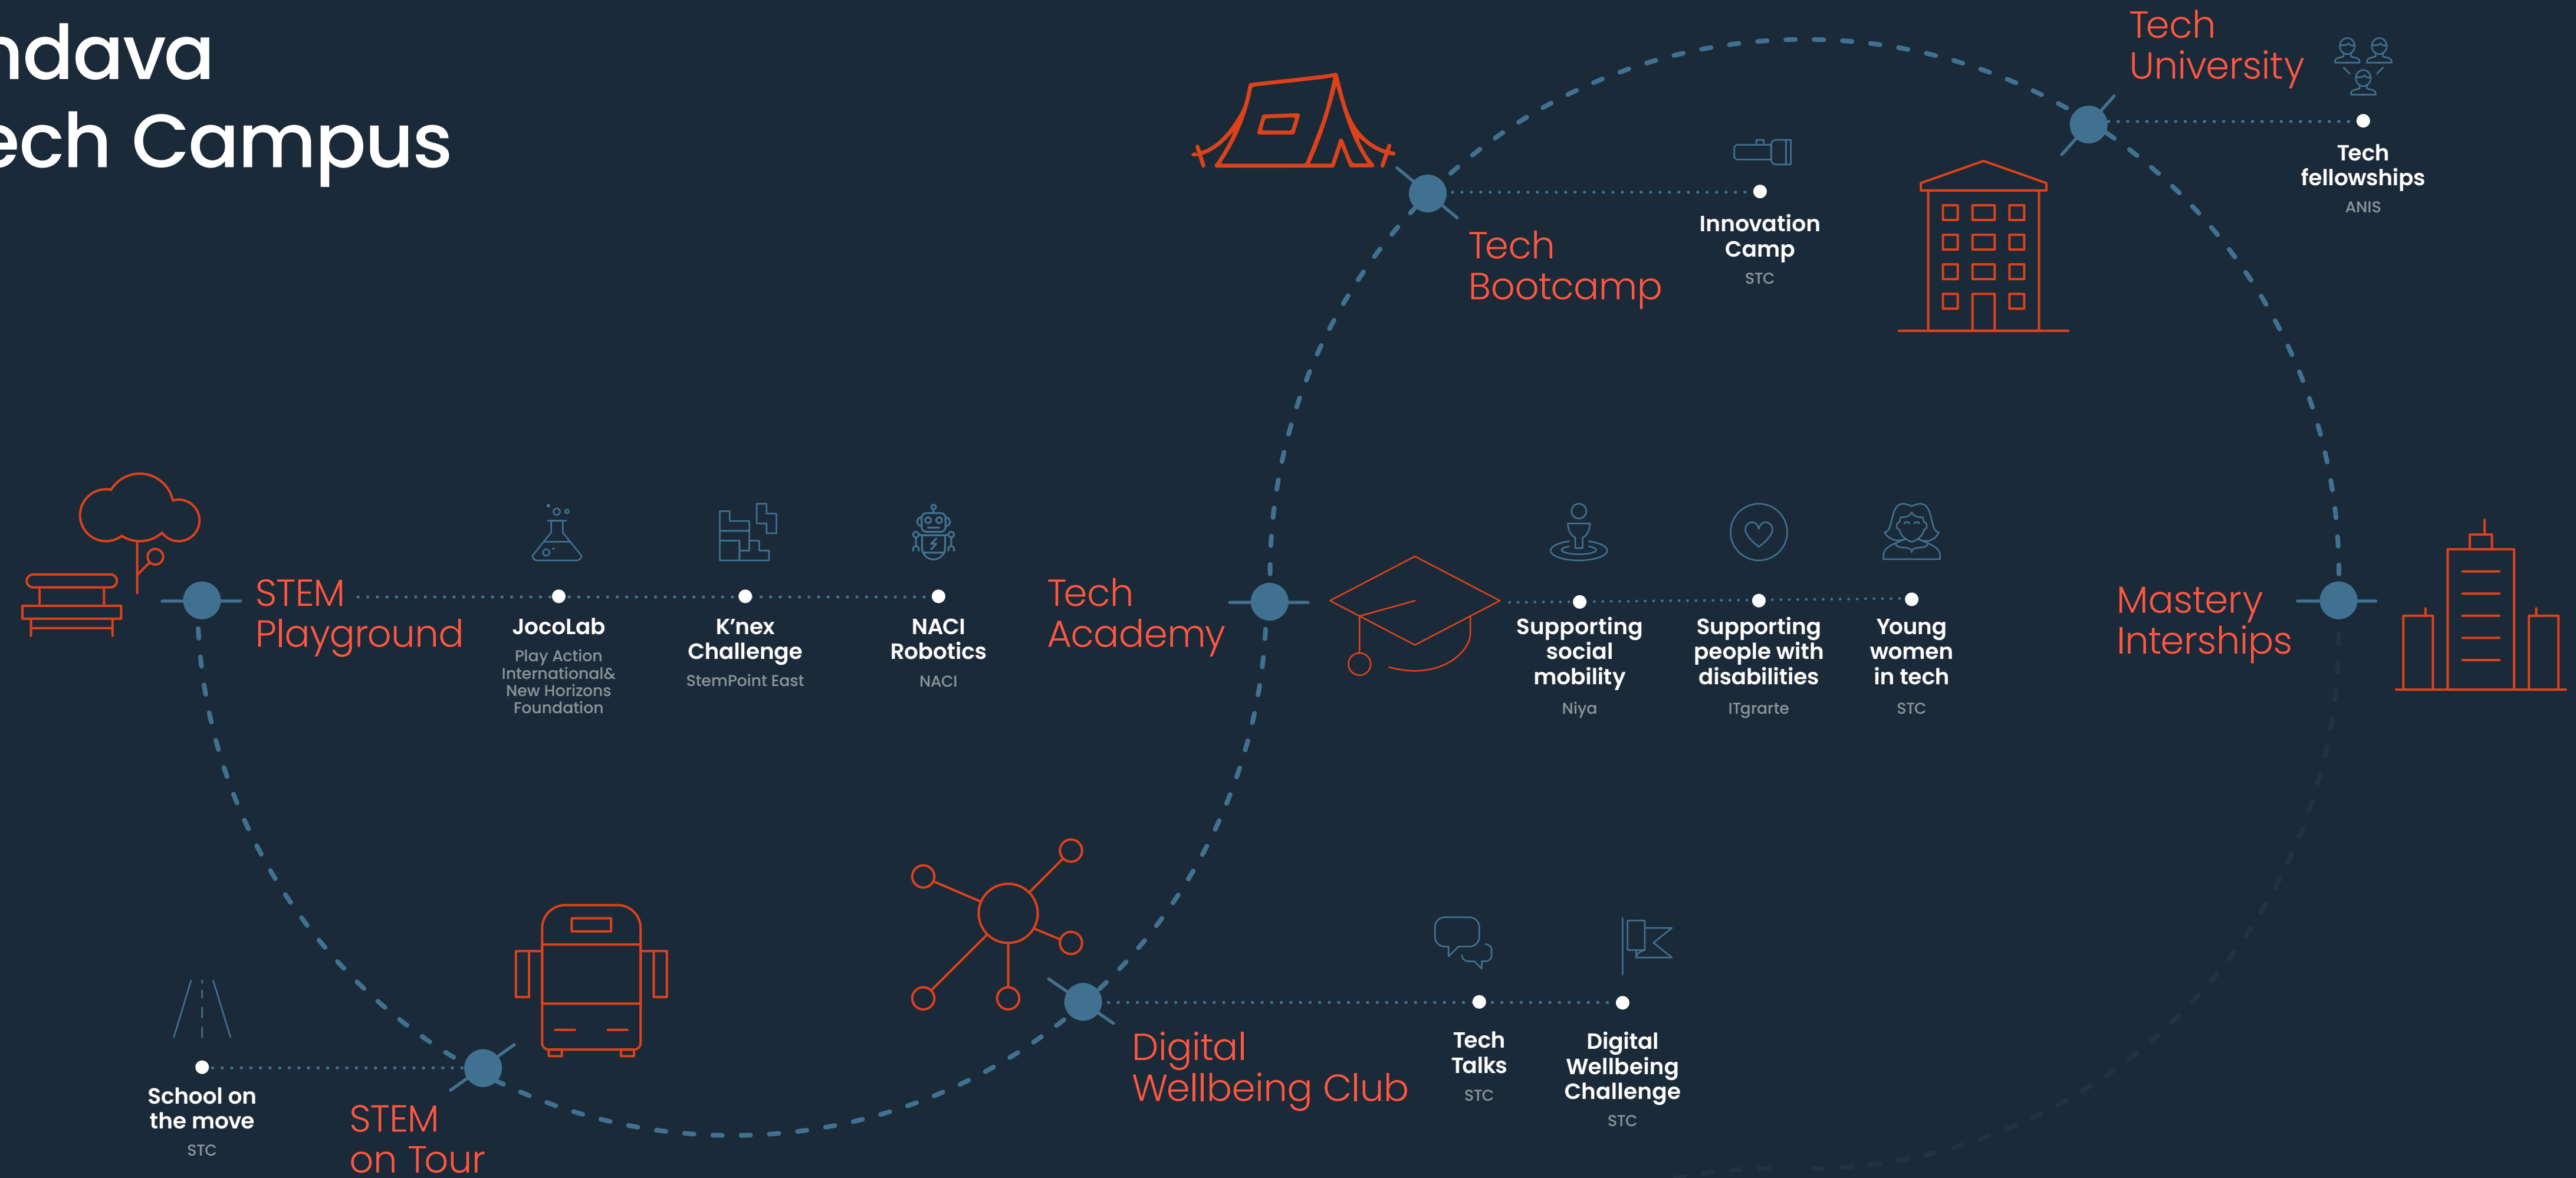 ndava
ech Campus
Tech
University
Tech
fellowships
ANIS
Innovation
Camp
STC
Tech
Bootcamp
STEM
Playground
JocoLab
Play Action
International&
New Horizons
Foundation
K'nex
Challenge
StemPoint East
NACI
Robotics
NACI
Tech
Academy
Supporting
social
mobility
Niya
Supporting
people with
disabilities
ITgrarte
Young
women
in tech
STC
Mastery
Interships
School on
the move
STC
STEM
on Tour
Digital
Wellbeing Club
Tech
Talks
STC
Digital
Wellbeing
Challenge
STC